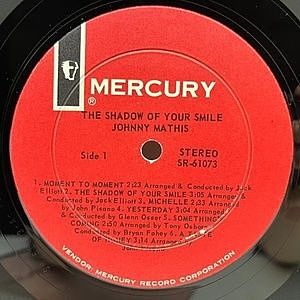 MERCURY
®
THE SHADOW OF YOUR SMILE
JOHNNY MATHIS
Side 1
STEREO
SR-61073
1. MOMENT TO MOMENT 2:23 Arranged & Conducted by Jack
Elliott 2. THE SHADOW OF YOUR SMILE 3:05 Arranged &
Conducted by Jack Elliott 3. MICHELLE 2:33 Arranged
by John Pisano 4. YESTERDAY 3:04 Arranged &
Conducted by Glenn Osser 5. SOMETHING'S
COMING 2:50 Arranged by Tony Osborn
Conducted by Bryan Fahey 6. A TASTE
OF HONEY 3:14 Arranged
VENDOR: MERCURY RECORD CORPORATION